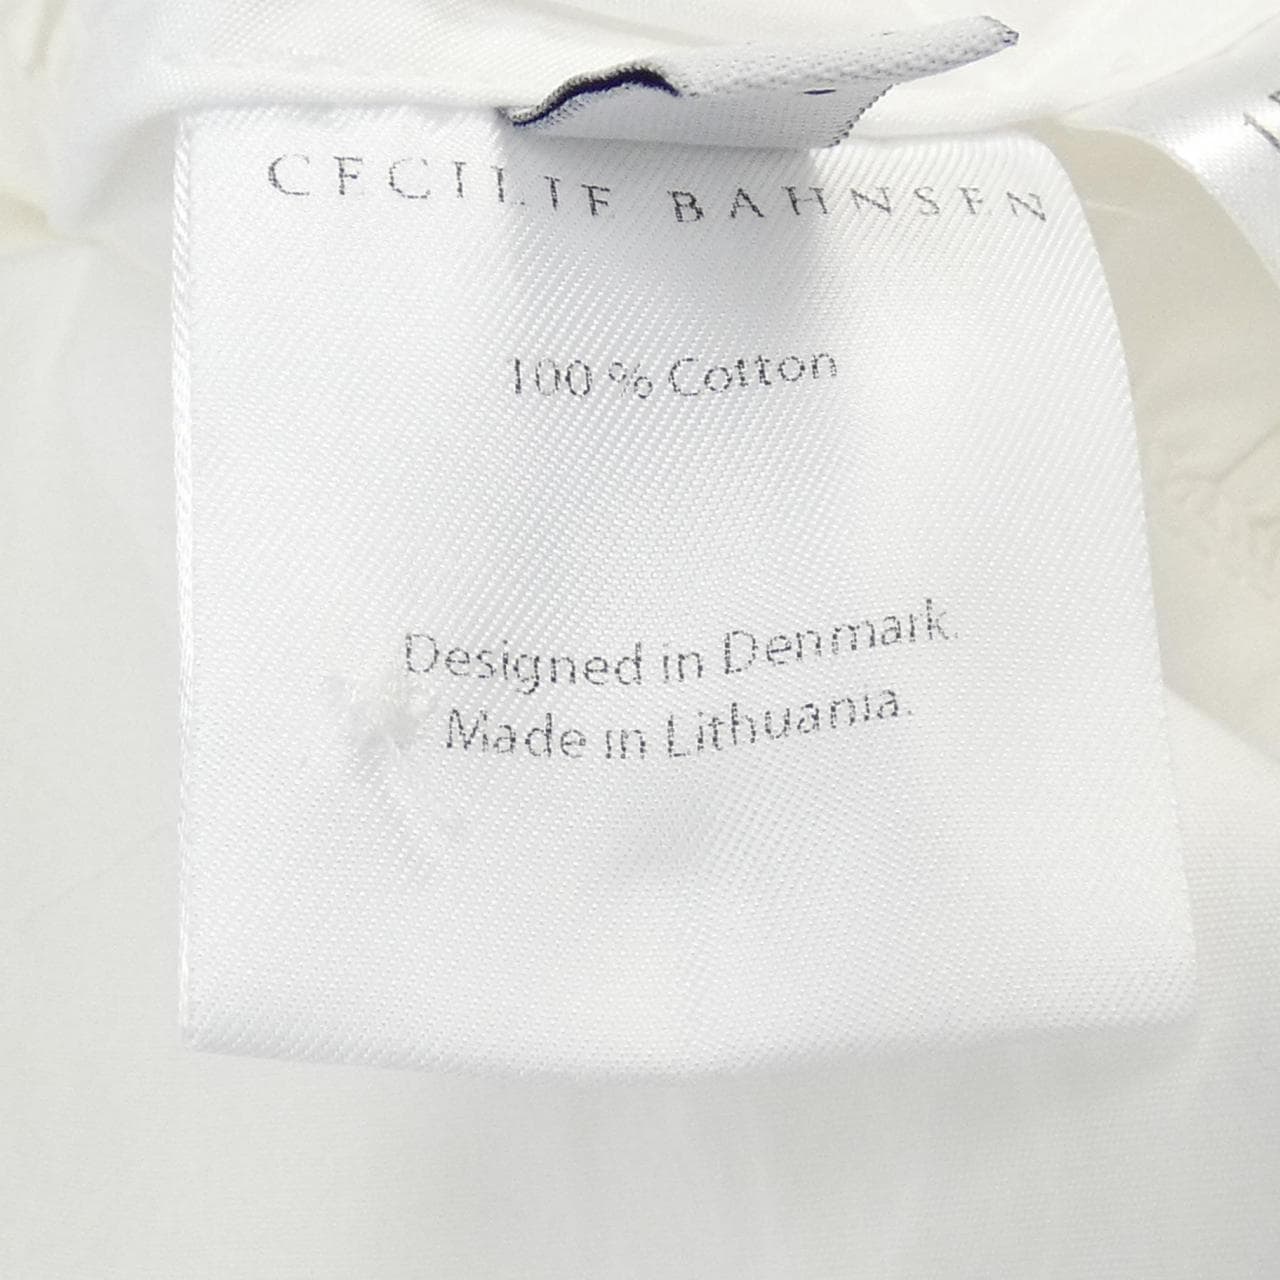 CECILIE BAHNSEN
100 % Cotton
Designed in Denmark.
Made in Lithuania.